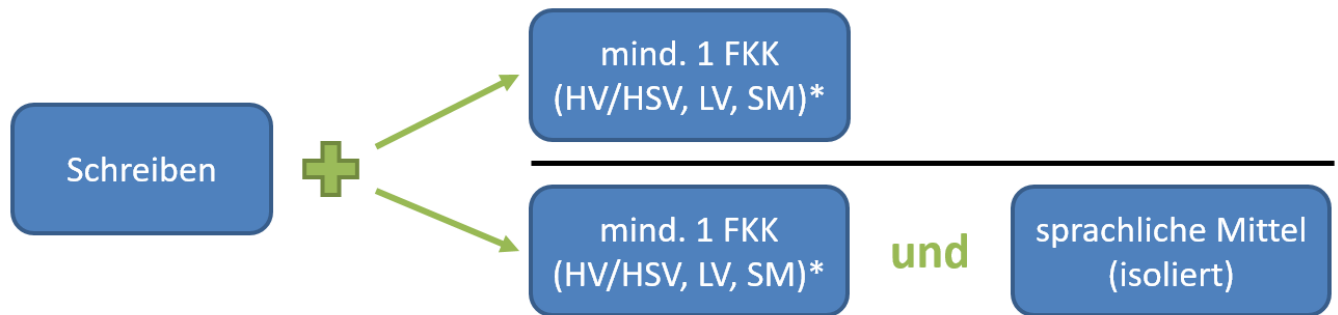 mind. 1 FKK
(HV/HSV, LV, SM)*
Schreiben
mind. 1 FKK
(HV/HSV, LV, SM)*
und
sprachliche Mittel
(isoliert)